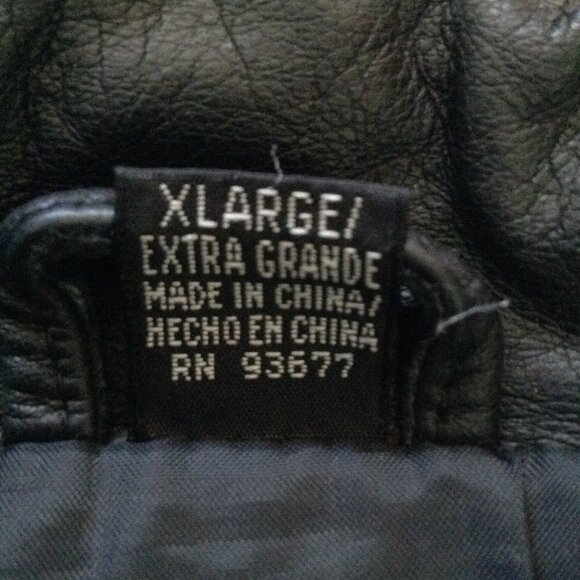 XLARGE/
EXTRA GRANDE
MADE IN CHINA/
HECHO EN CHINA
RN 93677